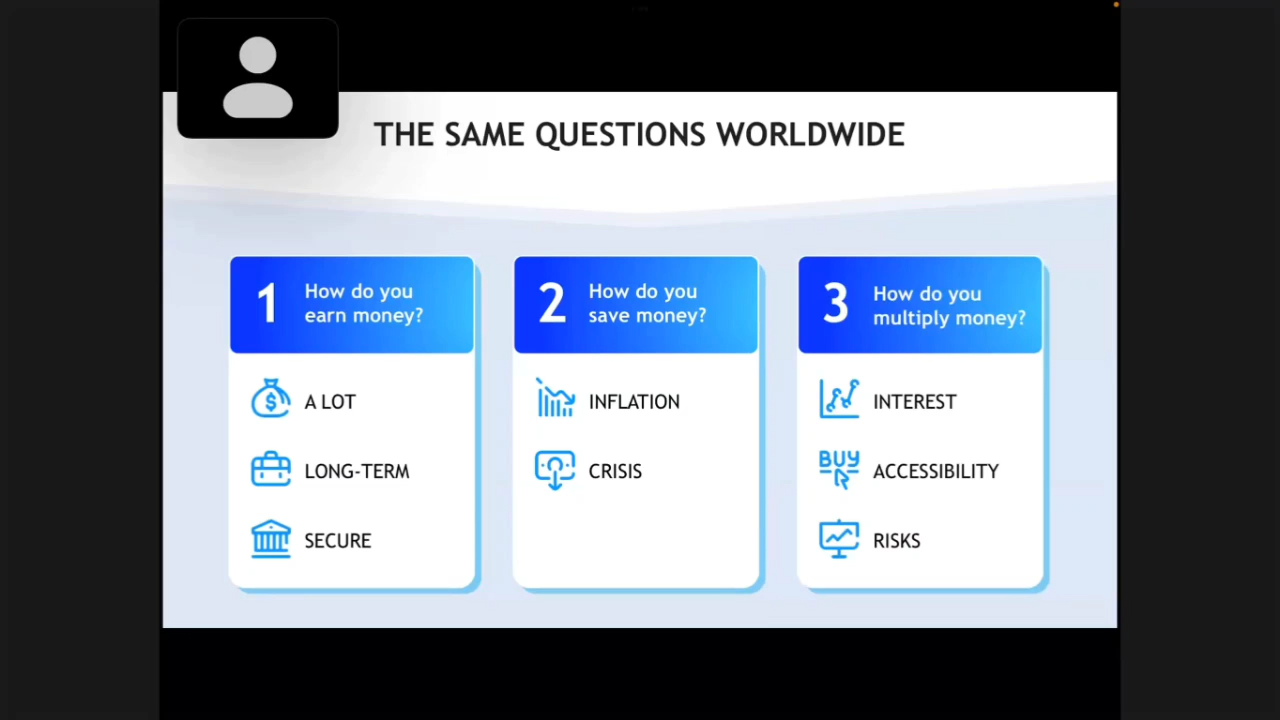 THE SAME QUESTIONS WORLDWIDE
1
How do you
earn money?
A LOT
LONG-TERM
SECURE
2
How do you
save money?
INFLATION
CRISIS
3
How do you
multiply money?
INTEREST
BUY
ACCESSIBILITY
RISKS